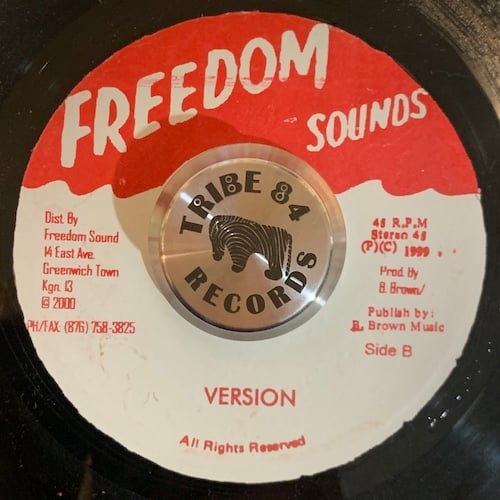 FREEDOM
SOUNDS
TRIBE 84
RECORDS
Dist. By
Freedom Sound
14 East Ave.
Greenwich Town
Kgn. 13
@ 2000
PH/FAX: (876) 758-3825
45 R.P.M
Stereo 45
(P)(C) 1999
Prod. By
B. Brown/
Publish by:
B. Brown Music
Side B
VERSION
All Rights Reserved